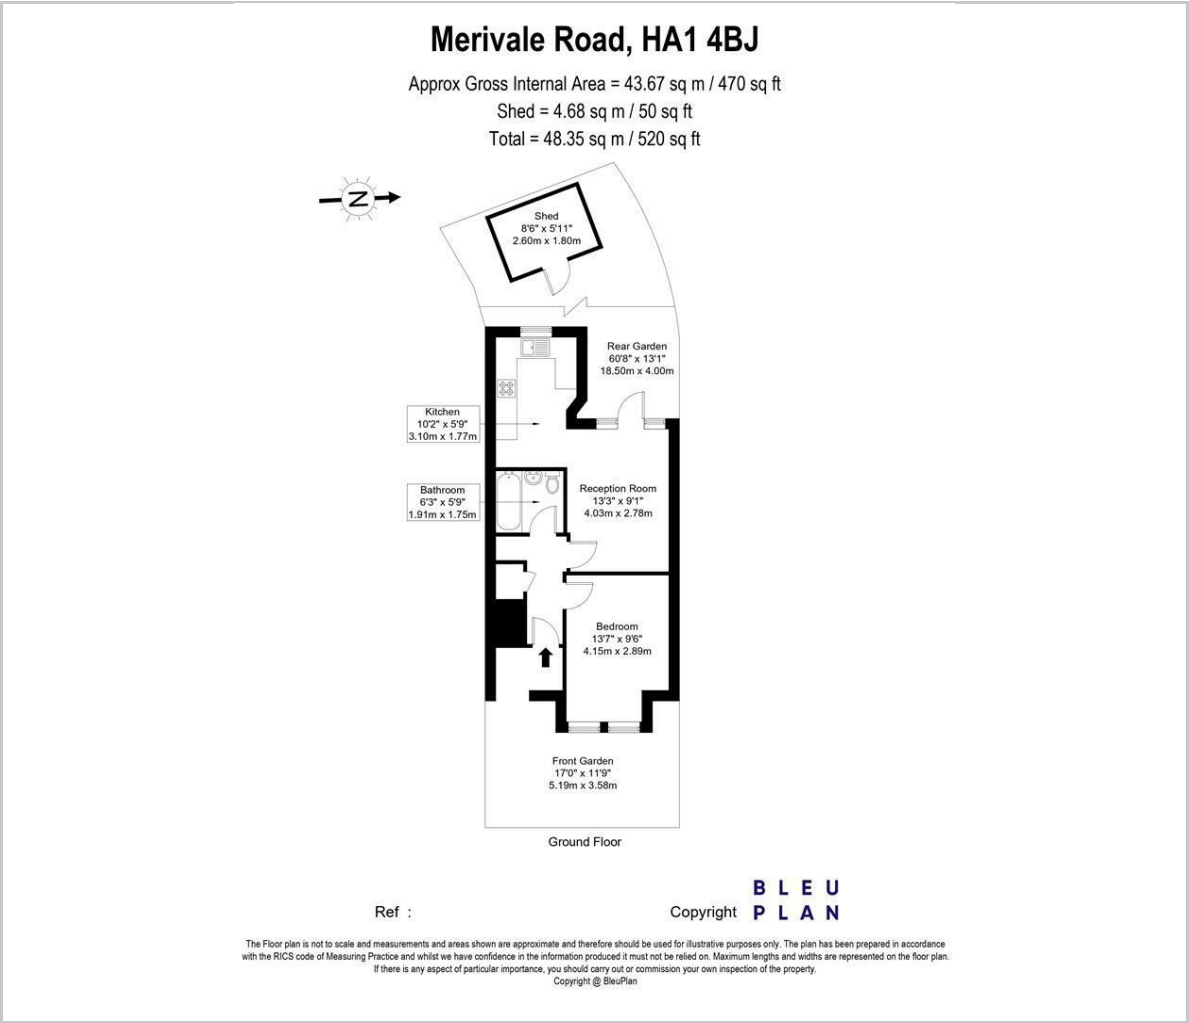 Merivale Road, HA1 4BJ
Approx Gross Internal Area = 43.67 sq m / 470 sq ft
Shed = 4.68 sq m / 50 sq ft
Total = 48.35 sq m / 520 sq ft
N
Shed
8'6" x 5'11"
2.60m x 1.80m
Rear Garden
60'8" x 13'1"
18.50m x 4.00m
Kitchen
10'2" x 5'9"
3.10m x 1.77m
Bathroom
6'3" x 5'9"
1.91m x 1.75m
Reception Room
13'3" x 9'1"
4.03m x 2.78m
Bedroom
13'7" x 9'6"
4.15m x 2.89m
Front Garden
17'0" x 11'9"
5.19m x 3.58m
Ground Floor
Ref :
Copyright
BLEU
PLAN
The Floor plan is not to scale and measurements and areas shown are approximate and therefore should be used for illustrative purposes only. The plan has been prepared in accordance
with the RICS code of Measuring Practice and whilst we have confidence in the information produced it must not be relied on. Maximum lengths and widths are represented on the floor plan.
If there is any aspect of particular importance, you should carry out or commission your own inspection of the property.
Copyright @ BleuPlan